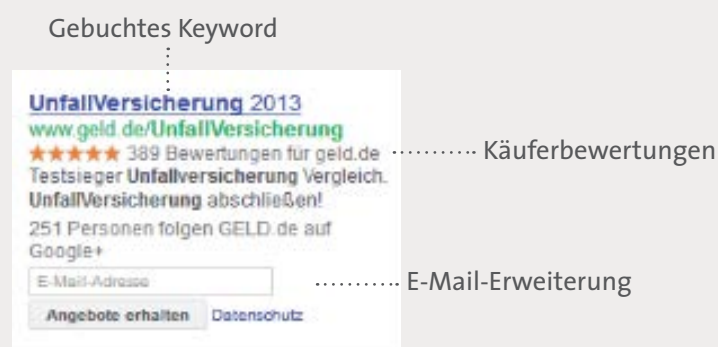 Gebuchtes Keyword
UnfallVersicherung 2013
www.geld.de/UnfallVersicherung
389 Bewertungen für geld.de
Käuferbewertungen
Testsieger Unfallversicherung Vergleich.
UnfallVersicherung abschließen!
251 Personen folgen GELD.de auf
Google+
E-Mail-Adresse
E-Mail-Erweiterung
Angebote erhalten Datenschutz